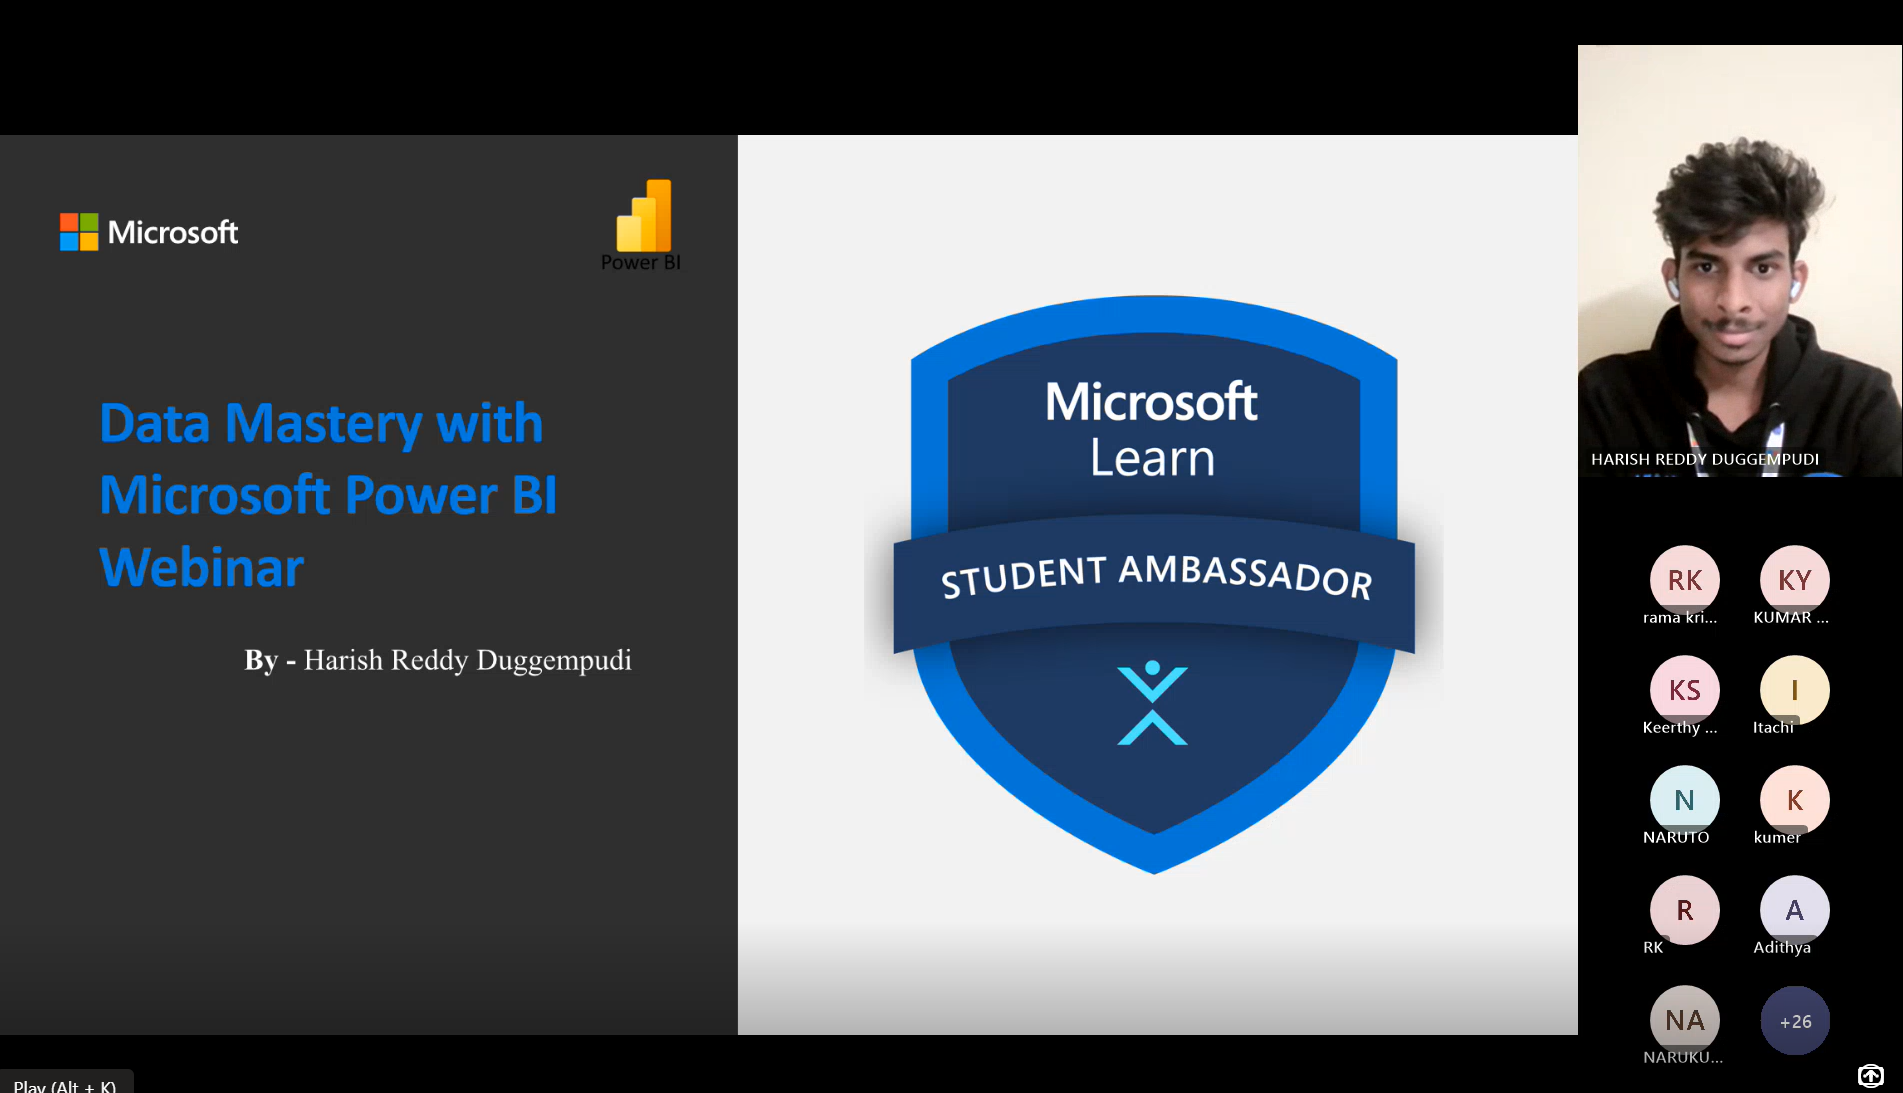 Microsoft
Power BI
Data Mastery with
Microsoft Power BI
Webinar
By - Harish Reddy Duggempudi
Microsoft
Learn
STUDENT AMBASSADOR
HARISH REDDY DUGGEMPUDI
RK
rama kri...
KY
KUMAR ...
KS
Keerthy ...
I
Itachi
N
NARUTO
K
kumer
R
RK
A
Adithya
NA
NARUKU...
+26
Play (Alt + K)